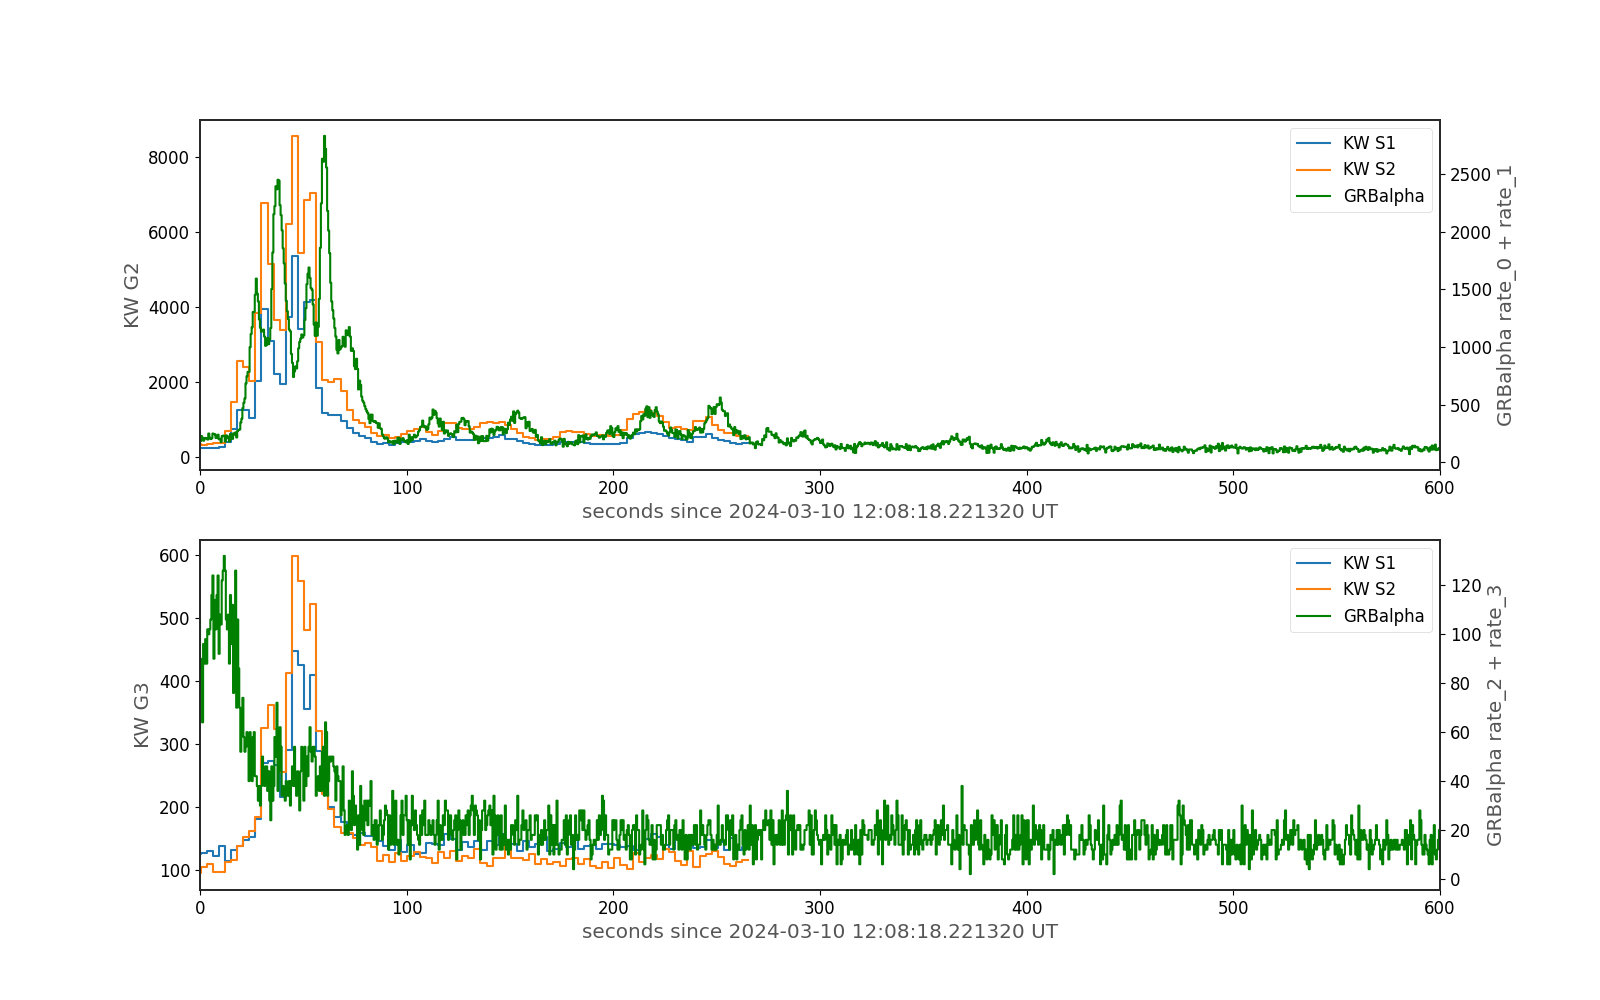 KW G2
8000
6000
4000
2000
0
KW S1
KW S2
GRBalpha
2500
2000
1500
1000
500
0
GRBalpha rate_0 + rate_1
0 100 200 300 400 500 600
seconds since 2024-03-10 12:08:18.221320 UT
KW G3
600
500
400
300
200
100
KW S1
KW S2
GRBalpha
120
100
80
60
40
20
0
GRBalpha rate_2 + rate_3
0 100 200 300 400 500 600
seconds since 2024-03-10 12:08:18.221320 UT